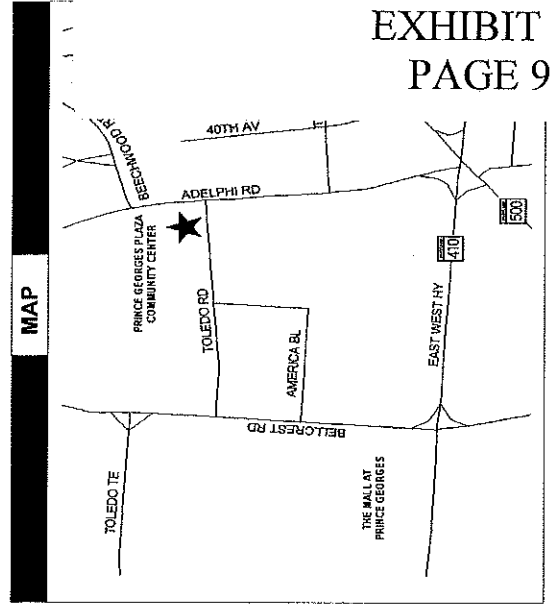 EXHIBIT
PAGE 9
MAP
40TH AV
BEECHWOOD
ADELPHI RD
PRINCE GEORGES PLAZA
COMMUNITY CENTER
TOLEDO RD
AMERICA BL
BELLCREST RD
EAST WEST HY
410
500
TOLEDO TE
THE MALL AT
PRINCE GEORGES